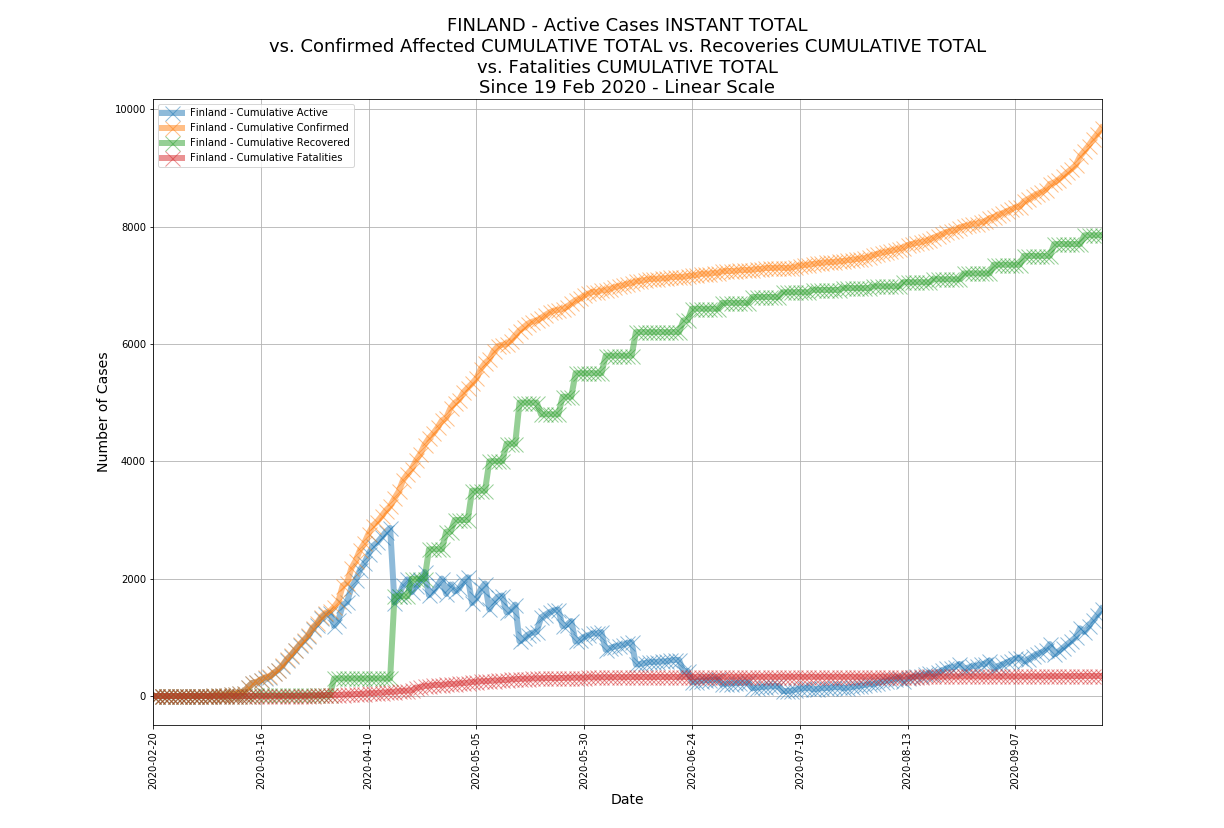 FINLAND - Active Cases INSTANT TOTAL
vs. Confirmed Affected CUMULATIVE TOTAL vs. Recoveries CUMULATIVE TOTAL
vs. Fatalities CUMULATIVE TOTAL
Since 19 Feb 2020 - Linear Scale
Finland - Cumulative Active
Finland - Cumulative Confirmed
Finland - Cumulative Recovered
Finland - Cumulative Fatalities
10000
8000
6000
4000
2000
0
Number of Cases
2020-02-20
2020-03-16
2020-04-10
2020-05-05
2020-05-30
2020-06-24
2020-07-19
2020-08-13
2020-09-07
Date